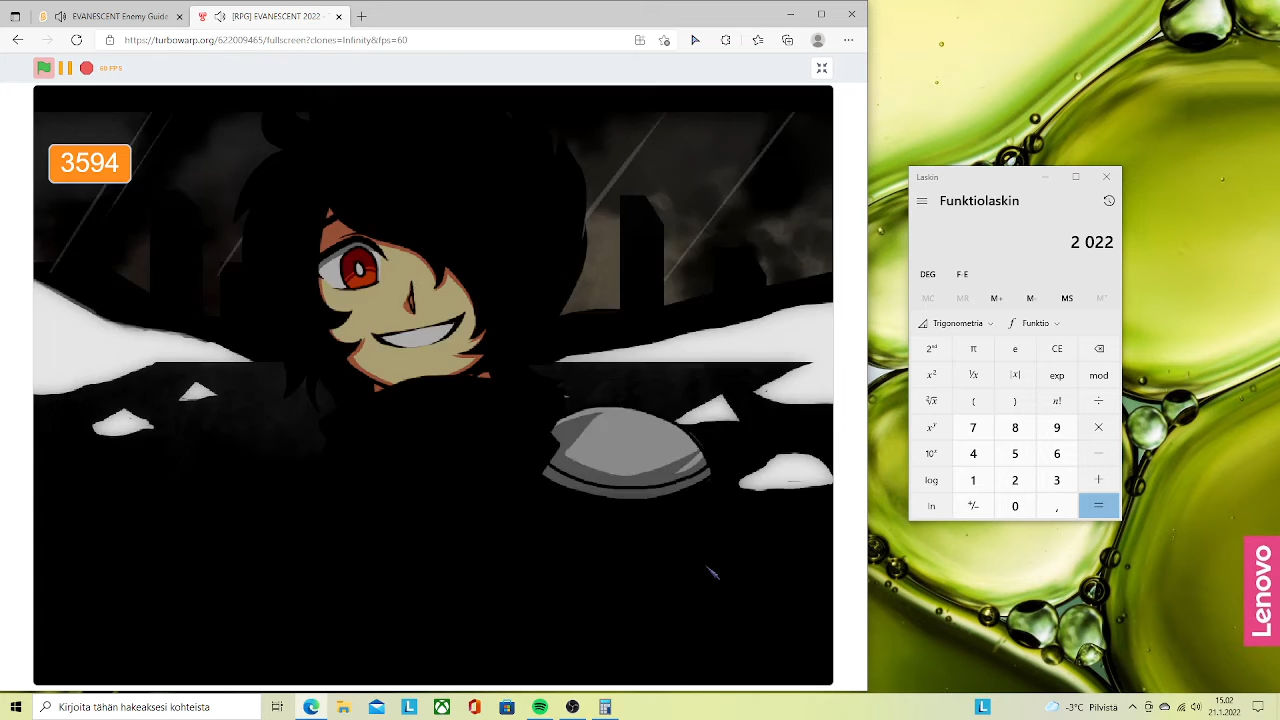 EVANESCENT Enemy Guide
[RPG] EVANESCENT 2022 -
https://turbowarp.org/622009465/fullscreen?clones=Infinity&fps=60
60 FPS
3594
Laskin
Funktiolaskin
2 022
DEG F-E
MC MR M+ M- MS M˅
Trigonometria Funktio
2ⁿᵈ π e CE
x² ¹/x |x| exp mod
²√x ( ) n! ÷
xʸ 7 8 9 ×
10ˣ 4 5 6 −
log 1 2 3 +
ln +/− 0 , =
Lenovo
Kirjoita tähän hakeaksesi kohteista
L
L
-3°C Pilvistä
15.02
21.1.2022